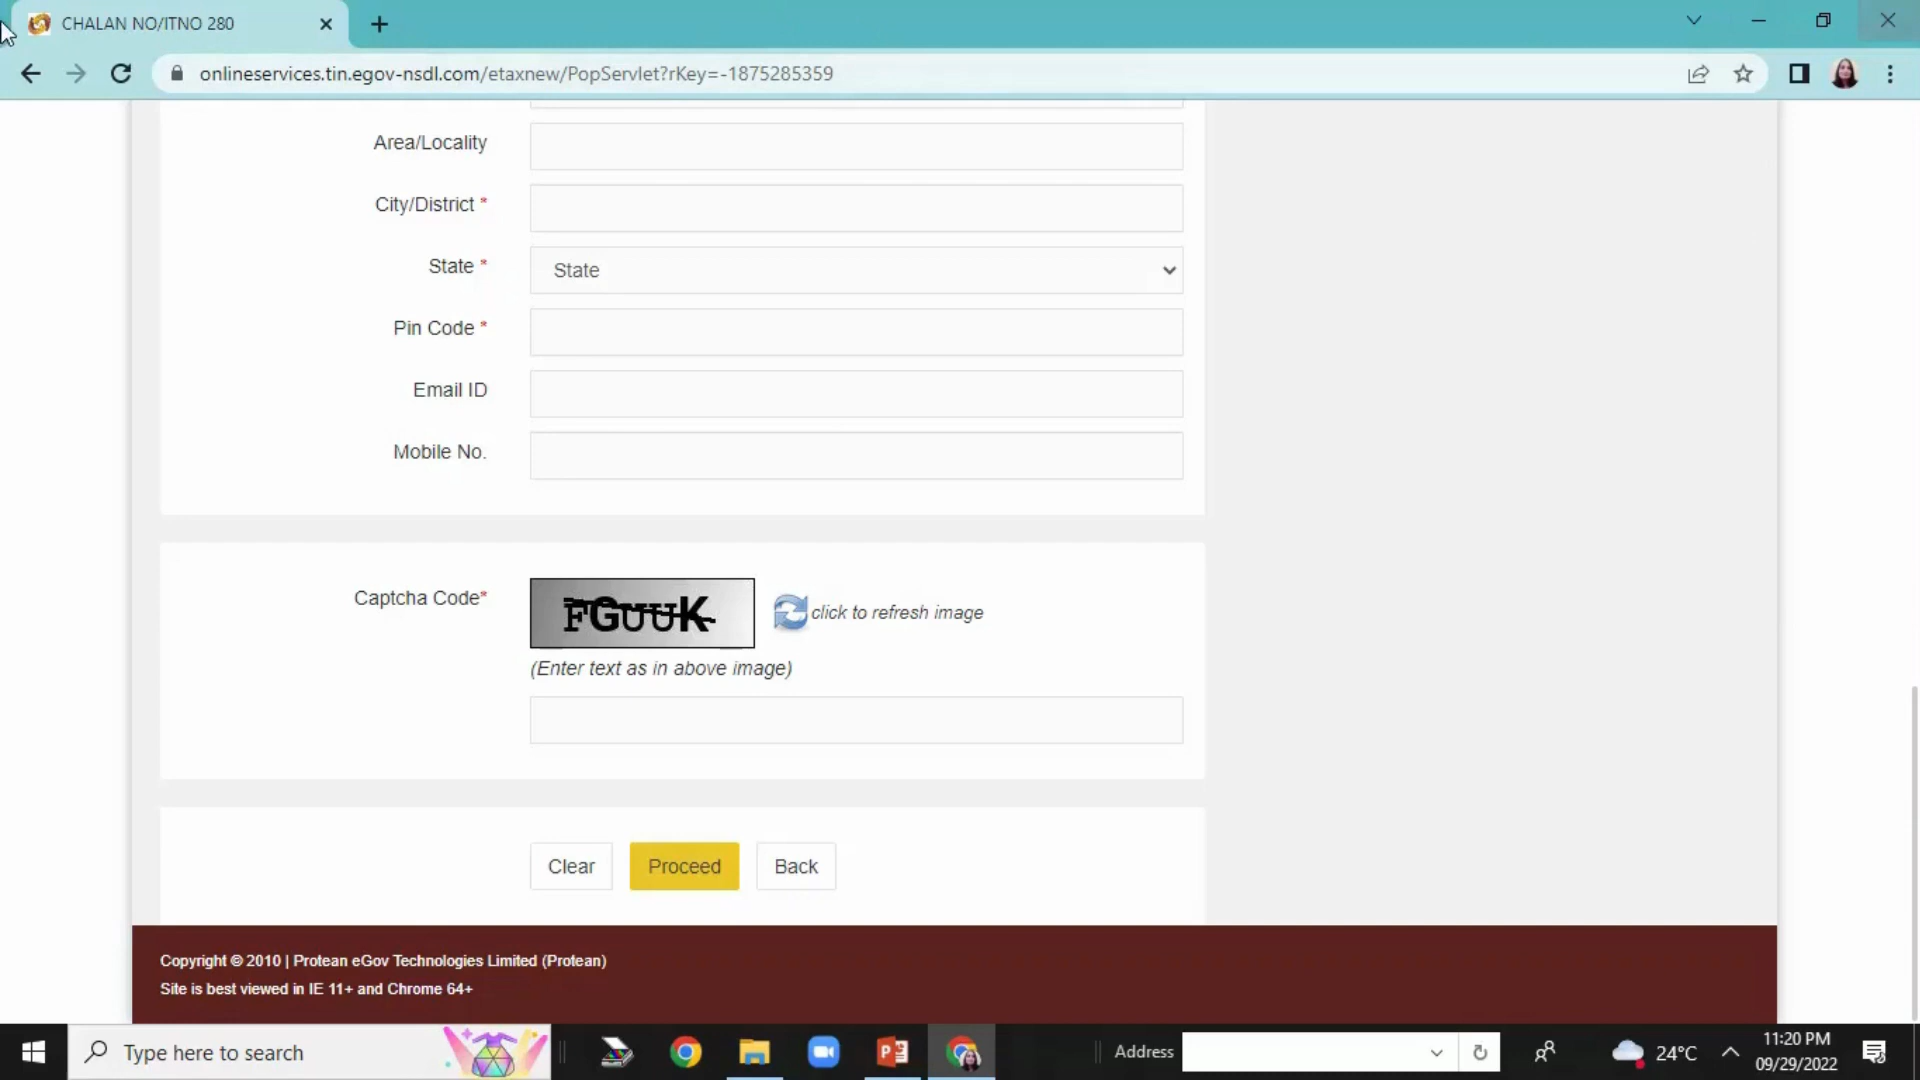 CHALAN NO/ITNO 280
onlineservices.tin.egov-nsdl.com/etaxnew/PopServlet?rKey=-1875285359
Area/Locality
City/District *
State * State
Pin Code *
Email ID
Mobile No.
Captcha Code* FGUUK click to refresh image
(Enter text as in above image)
Clear Proceed Back
Copyright © 2010 | Protean eGov Technologies Limited (Protean)
Site is best viewed in IE 11+ and Chrome 64+
Type here to search Address 24°C 11:20 PM
09/29/2022